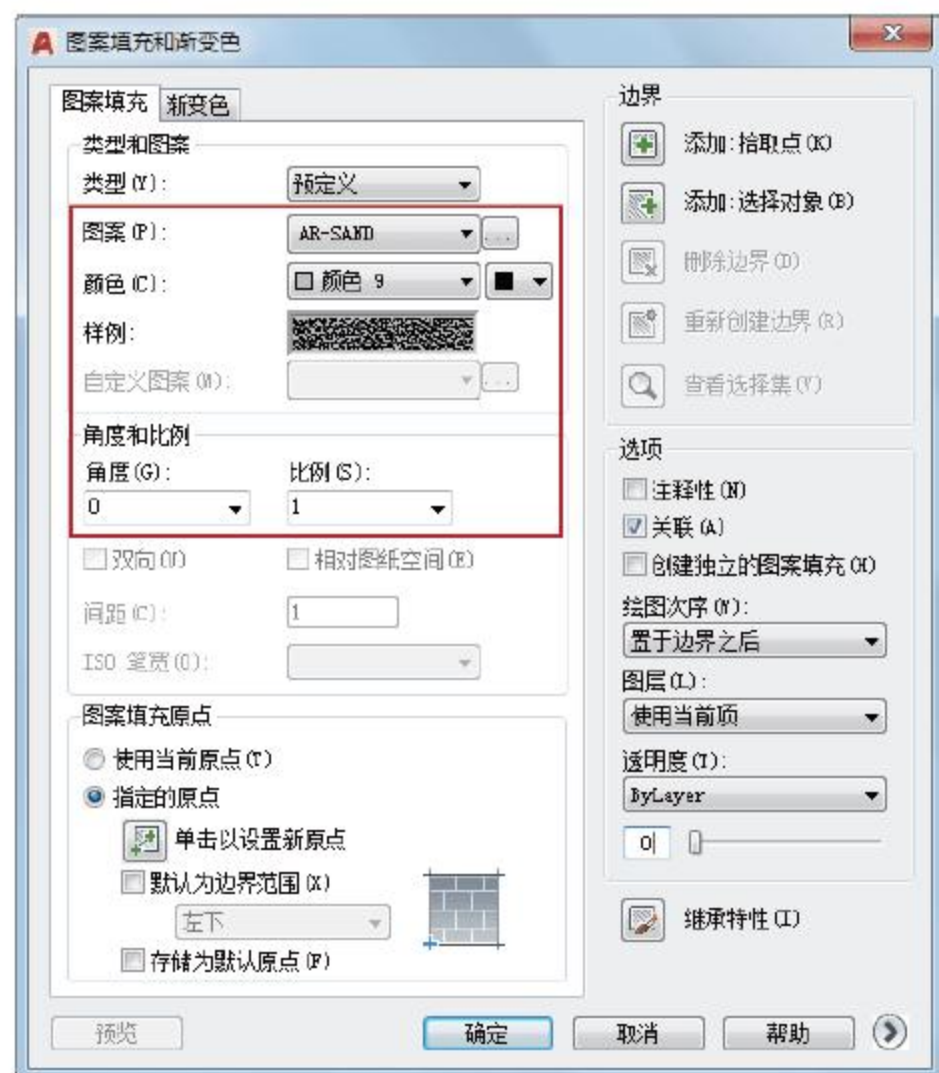 图案填充和渐变色
图案填充 渐变色
类型和图案
类型(Y): 预定义
图案(P): AR-SAND ...
颜色(C): 颜色 9
样例:
自定义图案(M): ...
角度和比例
角度(G): 比例(S):
0 1
双向(U) 相对图纸空间(E)
间距(C): 1
ISO 笔宽(O):
图案填充原点
使用当前原点(T)
指定的原点
单击以设置新原点
默认为边界范围(X)
左下
存储为默认原点(F)
边界
添加:拾取点(K)
添加:选择对象(B)
删除边界(D)
重新创建边界(R)
查看选择集(V)
选项
注释性(N)
关联(A)
创建独立的图案填充(H)
绘图次序(W):
置于边界之后
图层(L):
使用当前项
透明度(T):
ByLayer
0
继承特性(I)
预览 确定 取消 帮助